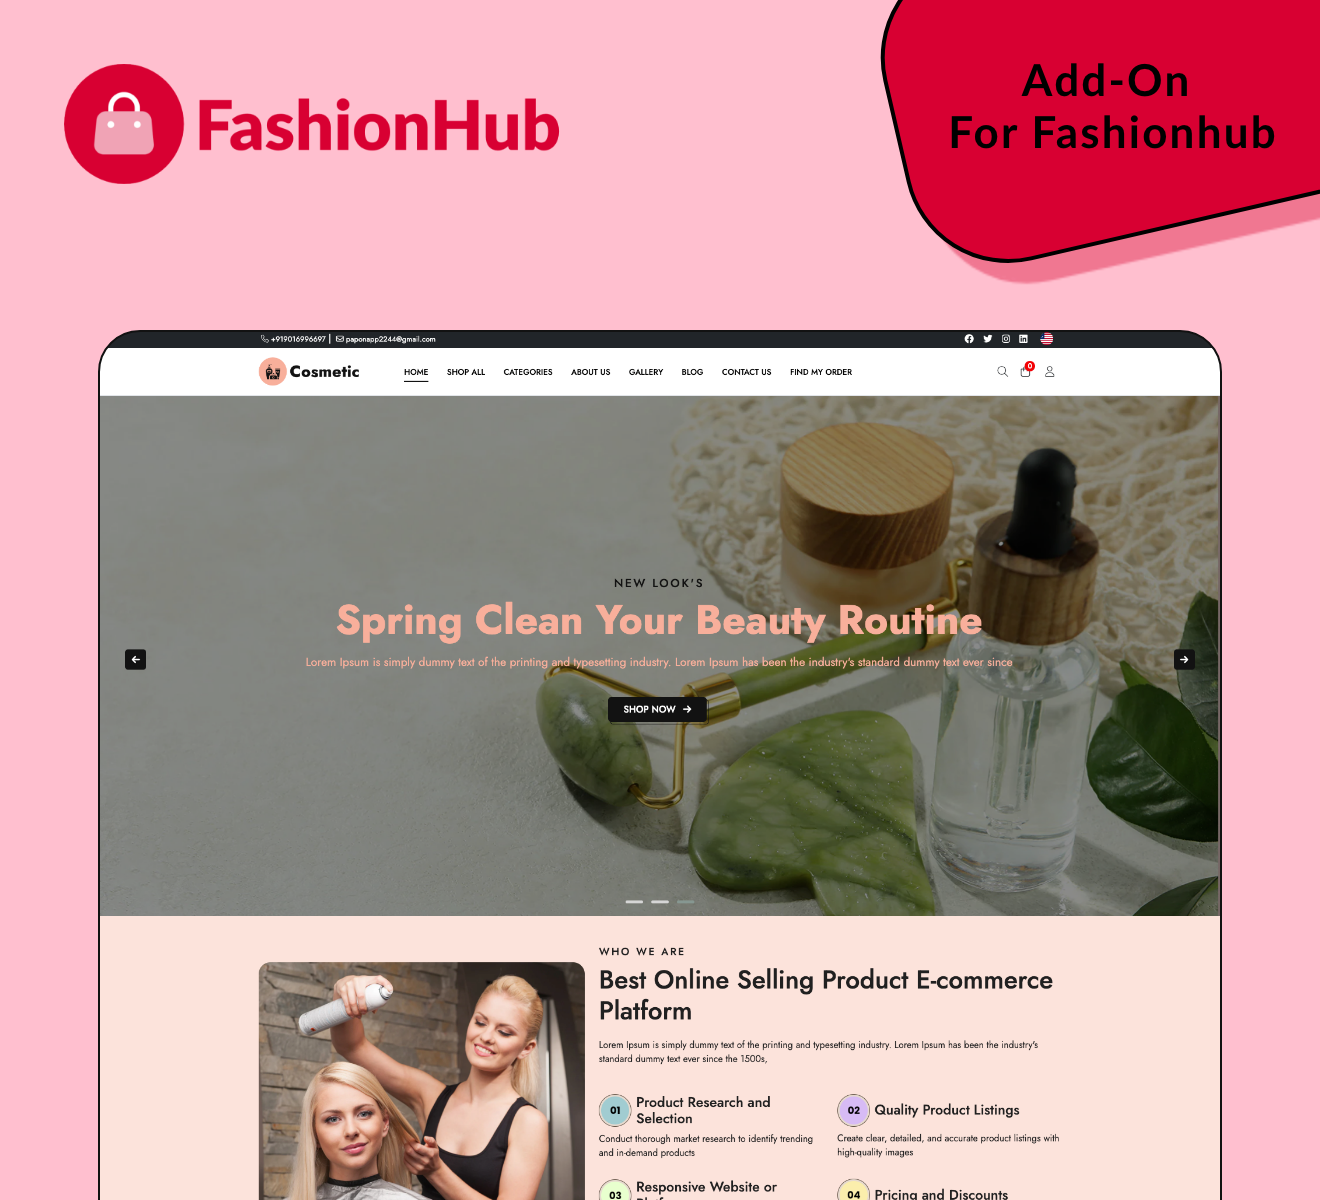 FashionHub
Add-On
For Fashionhub
+919016996697 | paponapp2244@gmail.com
Cosmetic
HOME SHOP ALL CATEGORIES ABOUT US GALLERY BLOG CONTACT US FIND MY ORDER
0
NEW LOOK'S
Spring Clean Your Beauty Routine
Lorem Ipsum is simply dummy text of the printing and typesetting industry. Lorem Ipsum has been the industry's standard dummy text ever since
SHOP NOW
WHO WE ARE
Best Online Selling Product E-commerce
Platform
Lorem Ipsum is simply dummy text of the printing and typesetting industry. Lorem Ipsum has been the industry's
standard dummy text ever since the 1500s,
01 Product Research and
Selection
Conduct thorough market research to identify trending
and in-demand products
02 Quality Product Listings
Create clear, detailed, and accurate product listings with
high-quality images
03 Responsive Website or
04 Pricing and Discounts